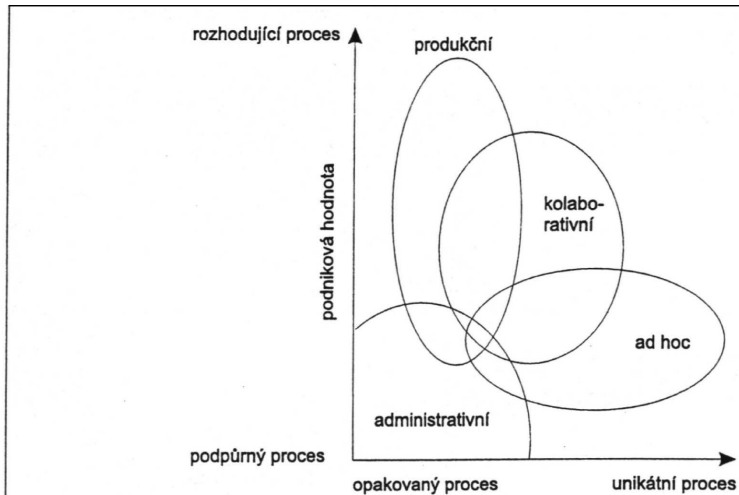 rozhodující proces
produkční
podniková hodnota
kolabo-
rativní
ad hoc
administrativní
podpůrný proces
opakovaný proces
unikátní proces